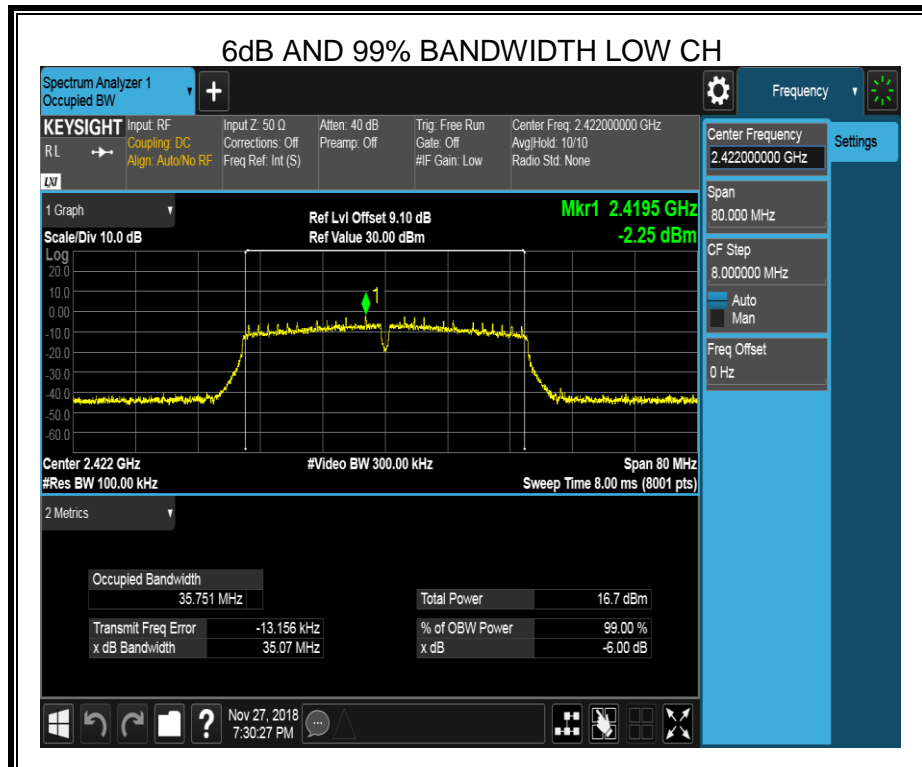 6dB AND 99% BANDWIDTH LOW CH
Spectrum Analyzer 1
Occupied BW
+
Frequency
KEYSIGHT
RL
LXI
Input: RF
Coupling: DC
Align: Auto/No RF
Input Z: 50 Ω
Corrections: Off
Freq Ref: Int (S)
Atten: 40 dB
Preamp: Off
Trig: Free Run
Gate: Off
#IF Gain: Low
Center Freq: 2.422000000 GHz
Avg|Hold: 10/10
Radio Std: None
Center Frequency
2.422000000 GHz
Settings
Span
80.000 MHz
CF Step
8.000000 MHz
Auto
Man
Freq Offset
0 Hz
1 Graph
Scale/Div 10.0 dB
Ref Lvl Offset 9.10 dB
Ref Value 30.00 dBm
Mkr1 2.4195 GHz
-2.25 dBm
Log
20.0
10.0
0.00
-10.0
-20.0
-30.0
-40.0
-50.0
-60.0
1
Center 2.422 GHz
#Video BW 300.00 kHz
Span 80 MHz
#Res BW 100.00 kHz
Sweep Time 8.00 ms (8001 pts)
2 Metrics
Occupied Bandwidth
35.751 MHz
Total Power 16.7 dBm
Transmit Freq Error -13.156 kHz
% of OBW Power 99.00 %
x dB Bandwidth 35.07 MHz
x dB -6.00 dB
?
Nov 27, 2018
7:30:27 PM